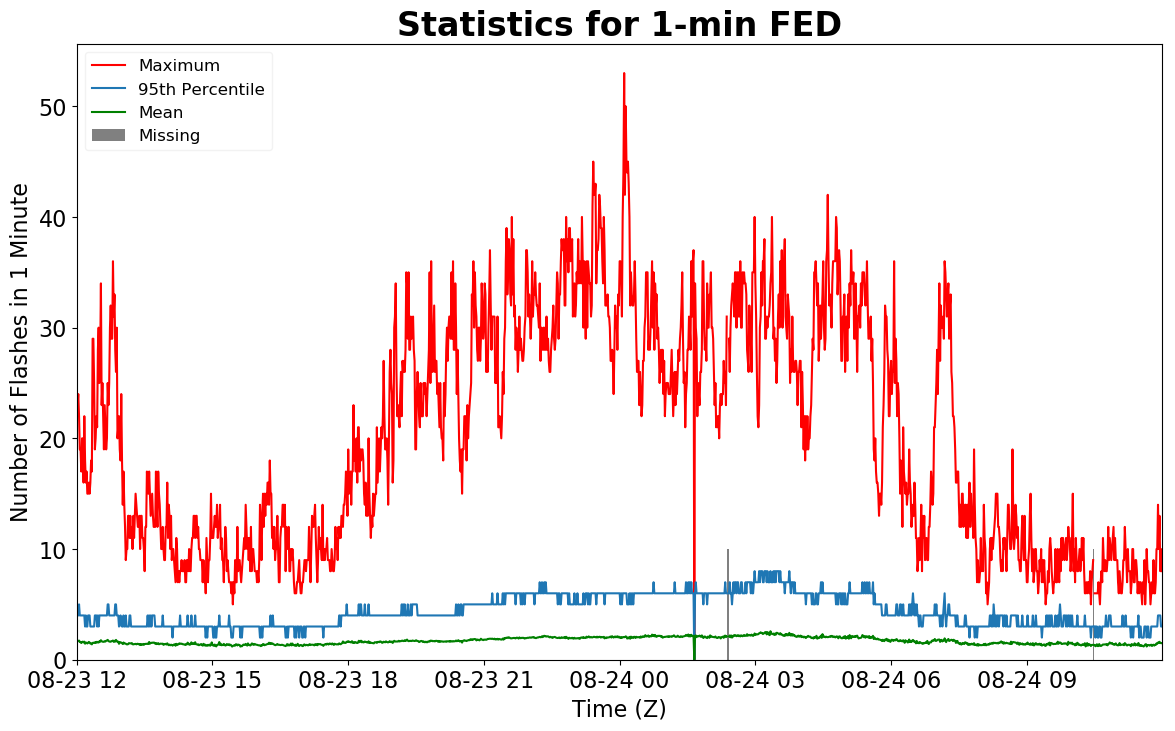 Statistics for 1-min FED
Maximum
95th Percentile
Mean
Missing
Number of Flashes in 1 Minute
50
40
30
20
10
0
08-23 12 08-23 15 08-23 18 08-23 21 08-24 00 08-24 03 08-24 06 08-24 09
Time (Z)